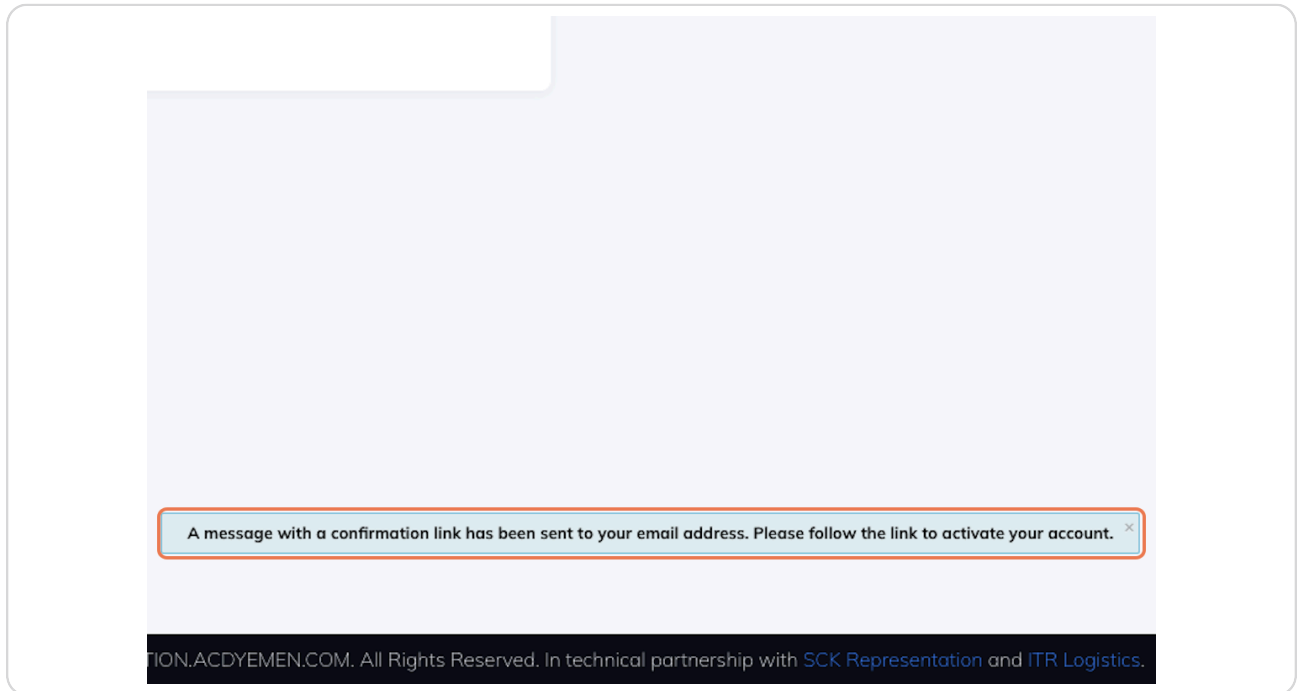 A message with a confirmation link has been sent to your email address. Please follow the link to activate your account. ×
TION.ACDYEMEN.COM. All Rights Reserved. In technical partnership with SCK Representation and ITR Logistics.